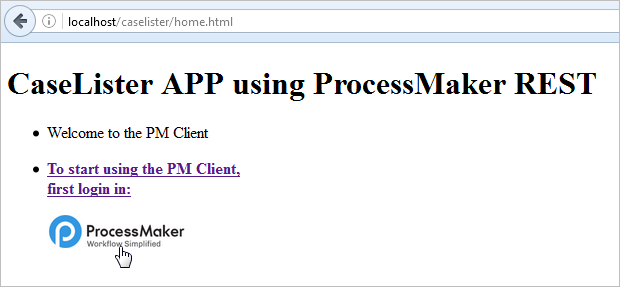 localhost/caselister/home.html
CaseLister APP using ProcessMaker REST
Welcome to the PM Client
To start using the PM Client,
first login in:
ProcessMaker
Workflow Simplified